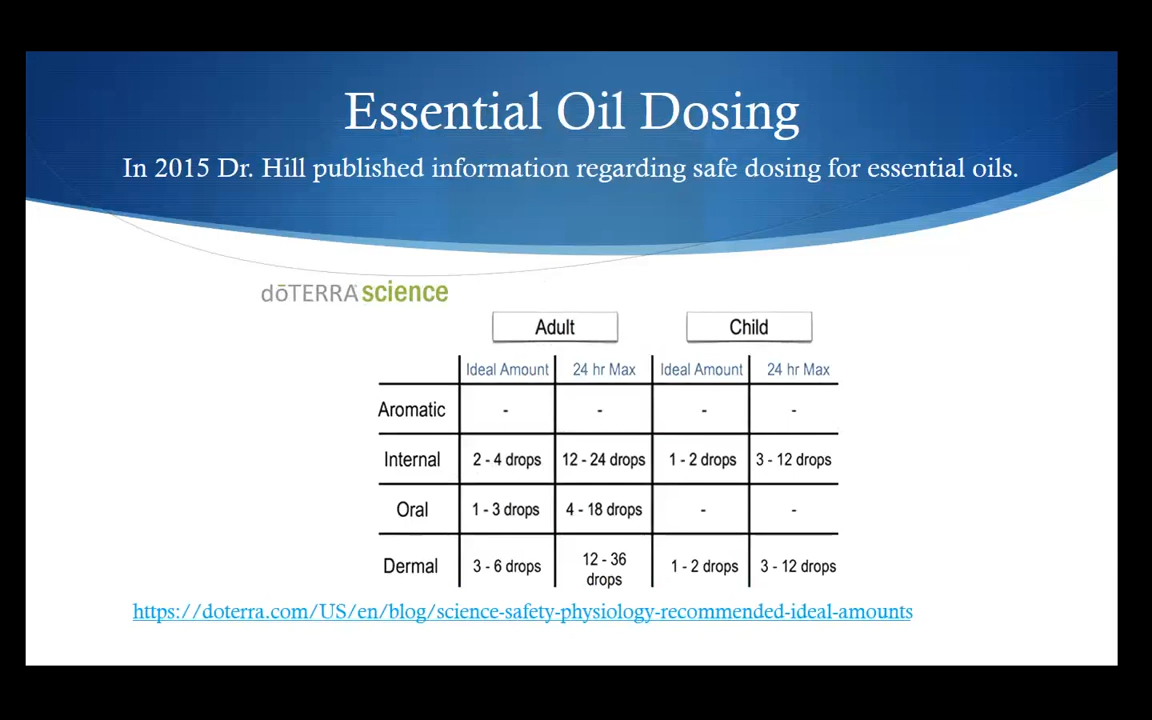 Essential Oil Dosing
In 2015 Dr. Hill published information regarding safe dosing for essential oils.
dōTERRA science
Adult Child
Ideal Amount 24 hr Max Ideal Amount 24 hr Max
Aromatic - - - -
Internal 2 - 4 drops 12 - 24 drops 1 - 2 drops 3 - 12 drops
Oral 1 - 3 drops 4 - 18 drops - -
Dermal 3 - 6 drops 12 - 36 drops 1 - 2 drops 3 - 12 drops
https://doterra.com/US/en/blog/science-safety-physiology-recommended-ideal-amounts